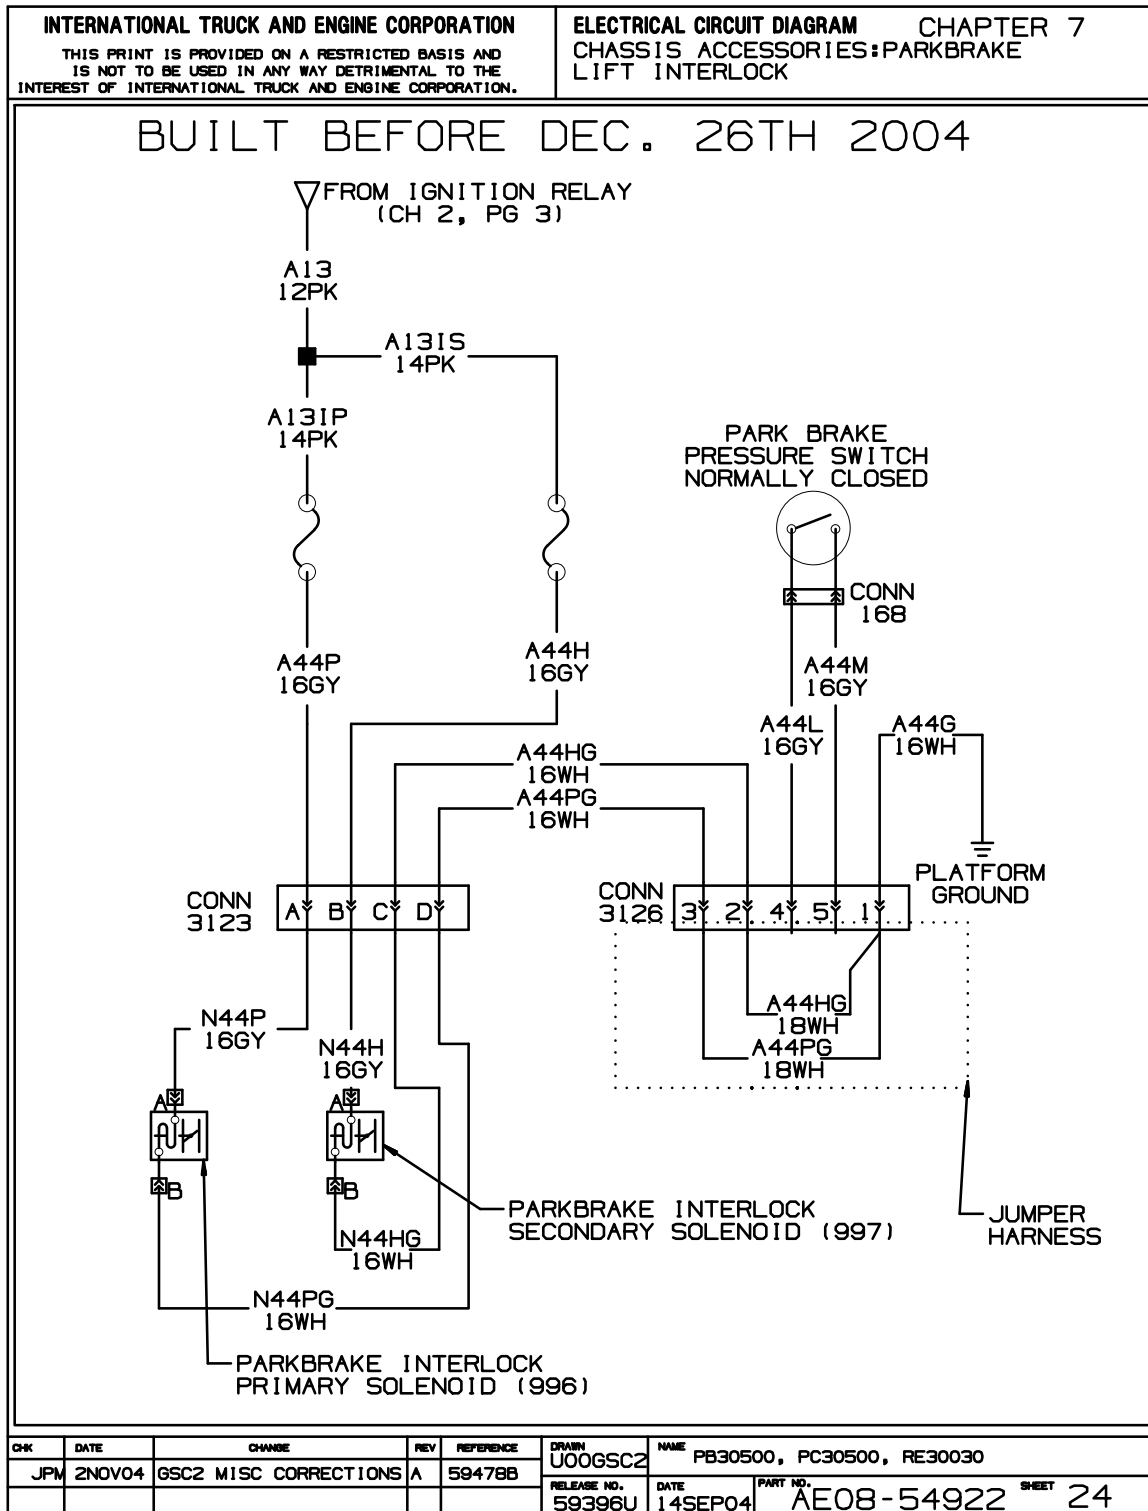 INTERNATIONAL TRUCK AND ENGINE CORPORATION
THIS PRINT IS PROVIDED ON A RESTRICTED BASIS AND
IS NOT TO BE USED IN ANY WAY DETRIMENTAL TO THE
INTEREST OF INTERNATIONAL TRUCK AND ENGINE CORPORATION.
ELECTRICAL CIRCUIT DIAGRAM CHAPTER 7
CHASSIS ACCESSORIES:PARKBRAKE
LIFT INTERLOCK
BUILT BEFORE DEC. 26TH 2004
FROM IGNITION RELAY
(CH 2, PG 3)
A13
12PK
A13IS
14PK
A13IP
14PK
PARK BRAKE
PRESSURE SWITCH
NORMALLY CLOSED
CONN
168
A44P
16GY
A44H
16GY
A44M
16GY
A44L
16GY
A44G
16WH
A44HG
16WH
A44PG
16WH
PLATFORM
GROUND
CONN
3123
A B C D
CONN
3126
3 2 4 5 1
A44HG
18WH
A44PG
18WH
N44P
16GY
N44H
16GY
A
A
B
B
PARKBRAKE INTERLOCK
SECONDARY SOLENOID (997)
JUMPER
HARNESS
N44HG
16WH
N44PG
16WH
PARKBRAKE INTERLOCK
PRIMARY SOLENOID (996)
CHK DATE CHANGE REV REFERENCE
JPM 2NOV04 GSC2 MISC CORRECTIONS A 59478B
DRAWN
U00GSC2
NAME PB30500, PC30500, RE30030
RELEASE NO.
59396U
DATE
14SEP04
PART NO.
AE08-54922
SHEET 24